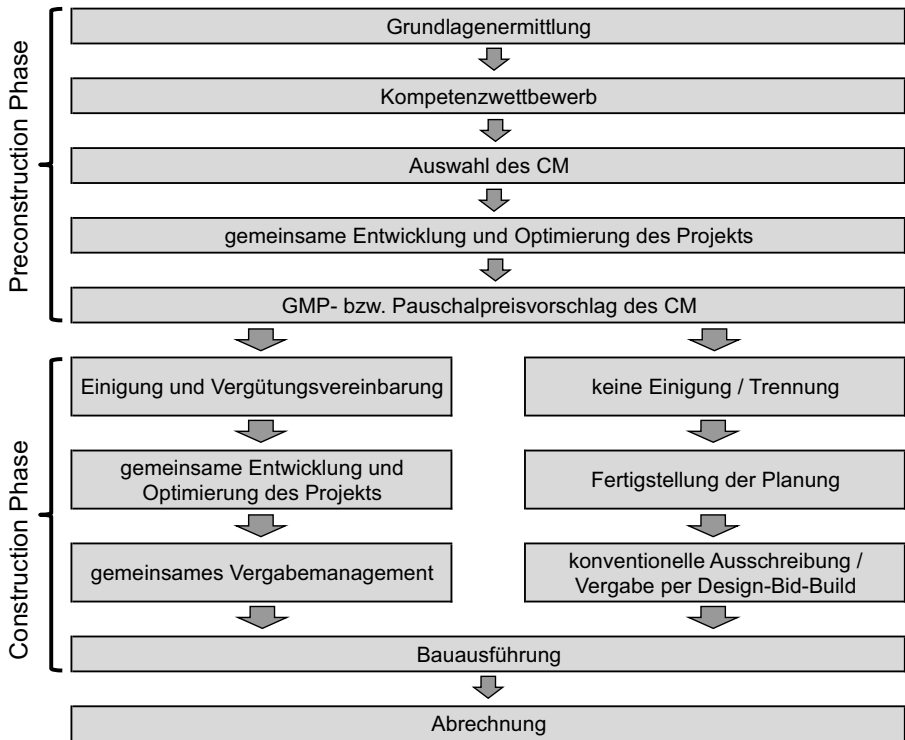 Preconstruction Phase
Grundlagenermittlung
Kompetenzwettbewerb
Auswahl des CM
gemeinsame Entwicklung und Optimierung des Projekts
GMP- bzw. Pauschalpreisvorschlag des CM
Construction Phase
Einigung und Vergütungsvereinbarung
keine Einigung / Trennung
gemeinsame Entwicklung und
Optimierung des Projekts
Fertigstellung der Planung
gemeinsames Vergabemanagement
konventionelle Ausschreibung /
Vergabe per Design-Bid-Build
Bauausführung
Abrechnung